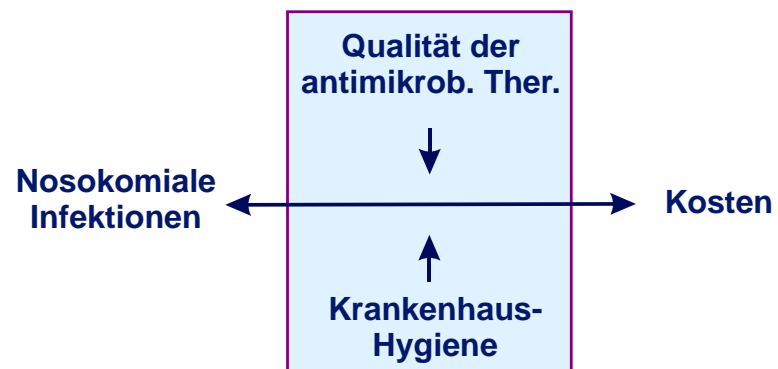 Qualität der
antimikrob. Ther.
Nosokomiale
Infektionen
Kosten
Krankenhaus-
Hygiene